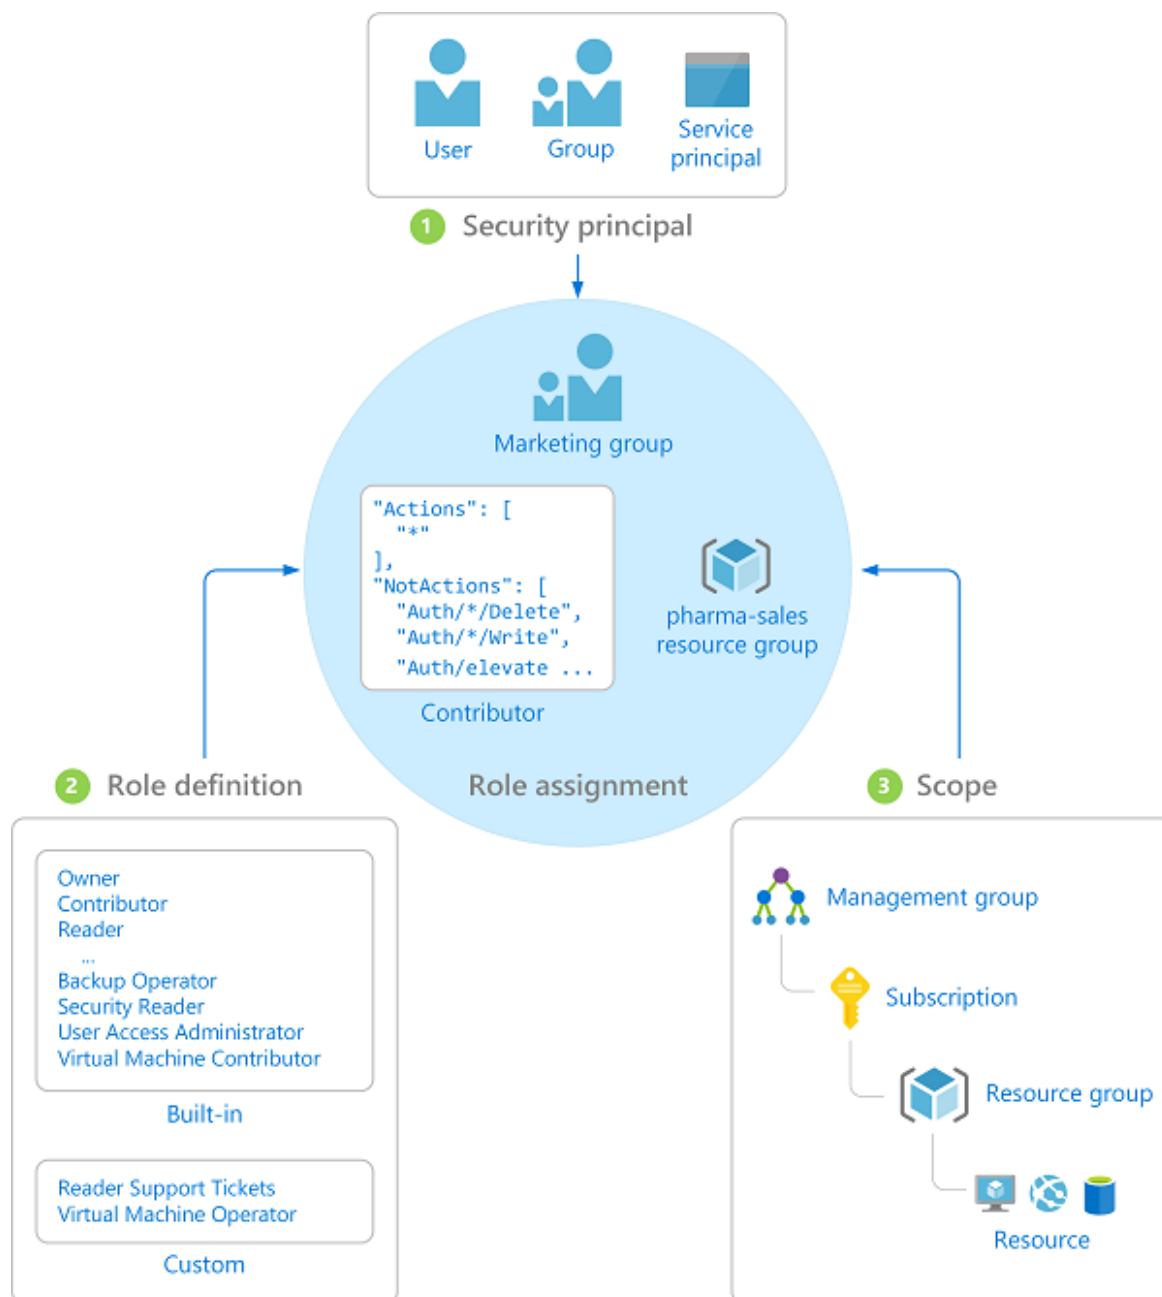 User
Group
Service
principal
1 Security principal
Marketing group
"Actions": [
"*"
],
"NotActions": [
"Auth/*/Delete",
"Auth/*/Write",
"Auth/elevate ...
Contributor
pharma-sales
resource group
Role assignment
2 Role definition
Owner
Contributor
Reader
...
Backup Operator
Security Reader
User Access Administrator
Virtual Machine Contributor
Built-in
Reader Support Tickets
Virtual Machine Operator
Custom
3 Scope
Management group
Subscription
Resource group
Resource